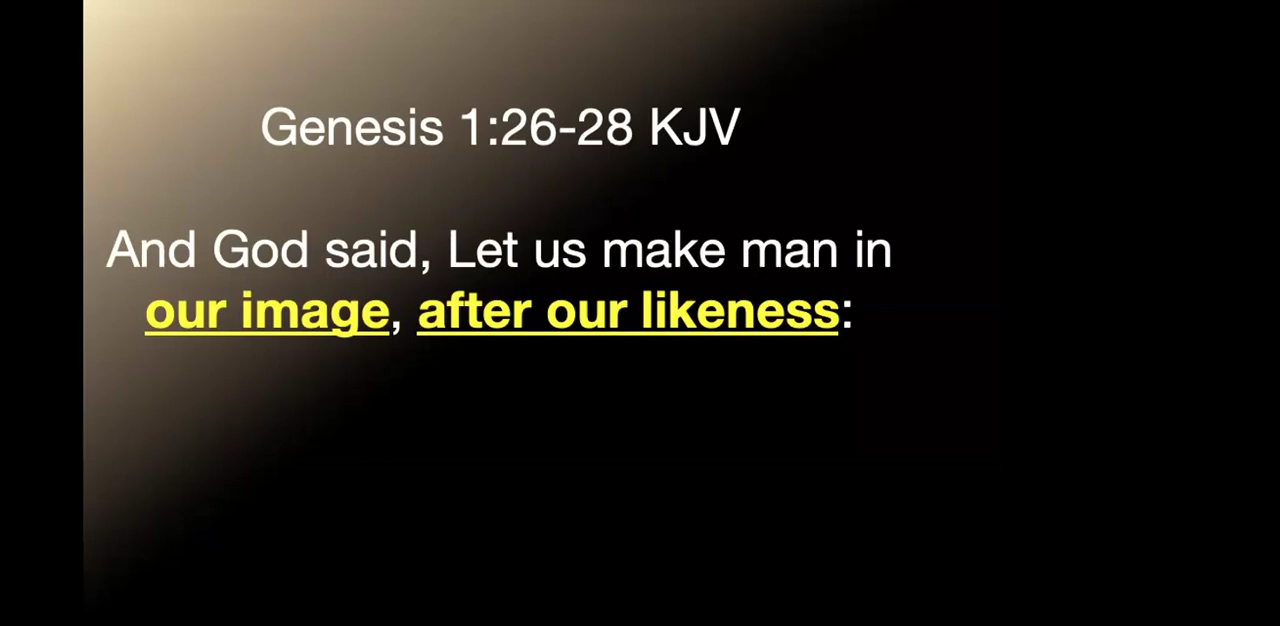 Genesis 1:26-28 KJV
And God said, Let us make man in
our image, after our likeness: